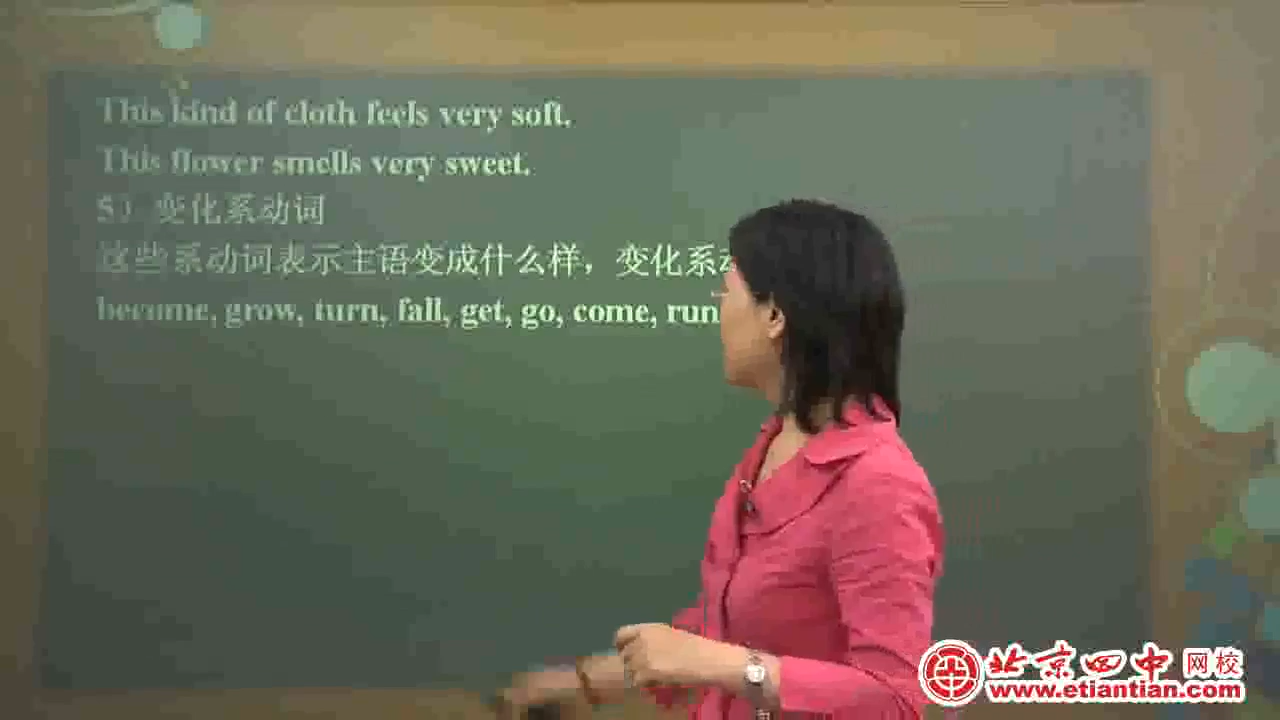 This kind of cloth feels very soft.
This flower smells very sweet.
5）变化系动词
这些系动词表示主语变成什么样，变化系动
become, grow, turn, fall, get, go, come, run
北京四中网校
www.etiantian.com